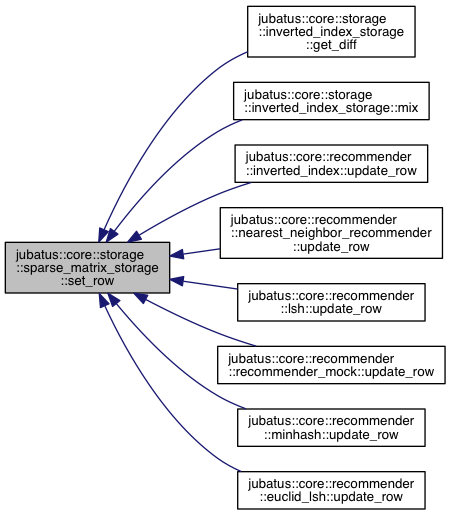 jubatus::core::storage
::inverted_index_storage
::get_diff
jubatus::core::storage
::inverted_index_storage::mix
jubatus::core::recommender
::inverted_index::update_row
jubatus::core::recommender
::nearest_neighbor_recommender
::update_row
jubatus::core::storage
::sparse_matrix_storage
::set_row
jubatus::core::recommender
::lsh::update_row
jubatus::core::recommender
::recommender_mock::update_row
jubatus::core::recommender
::minhash::update_row
jubatus::core::recommender
::euclid_lsh::update_row